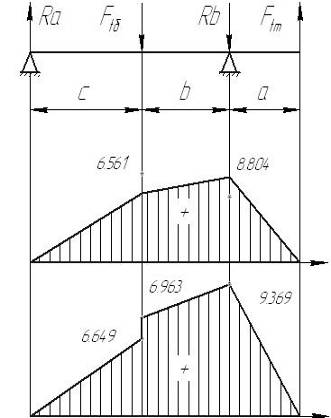 Ra Ftδ Rb Ftm
c b a
6.561 8.804
+
6.963 9.369
6.649
+